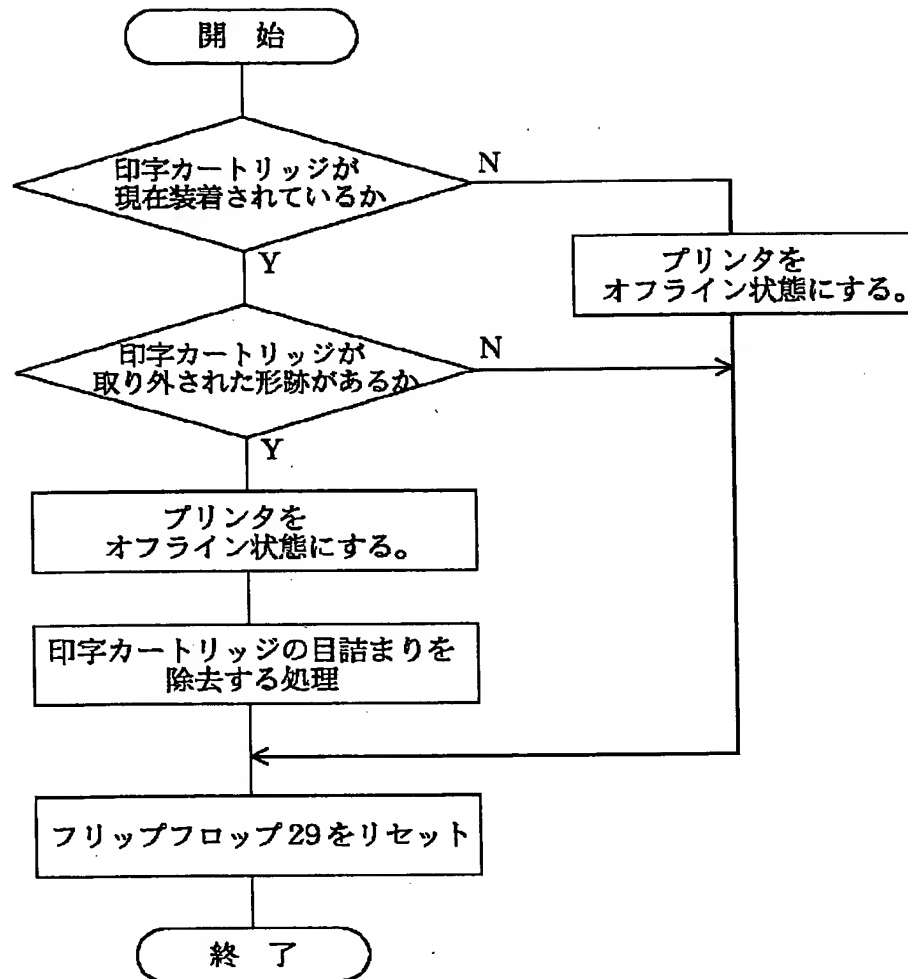 開 始
印字カートリッジが
現在装着されているか
N
Y
プリンタを
オフライン状態にする。
印字カートリッジが
取り外された形跡があるか
N
Y
プリンタを
オフライン状態にする。
印字カートリッジの目詰まりを
除去する処理
フリップフロップ29をリセット
終 了